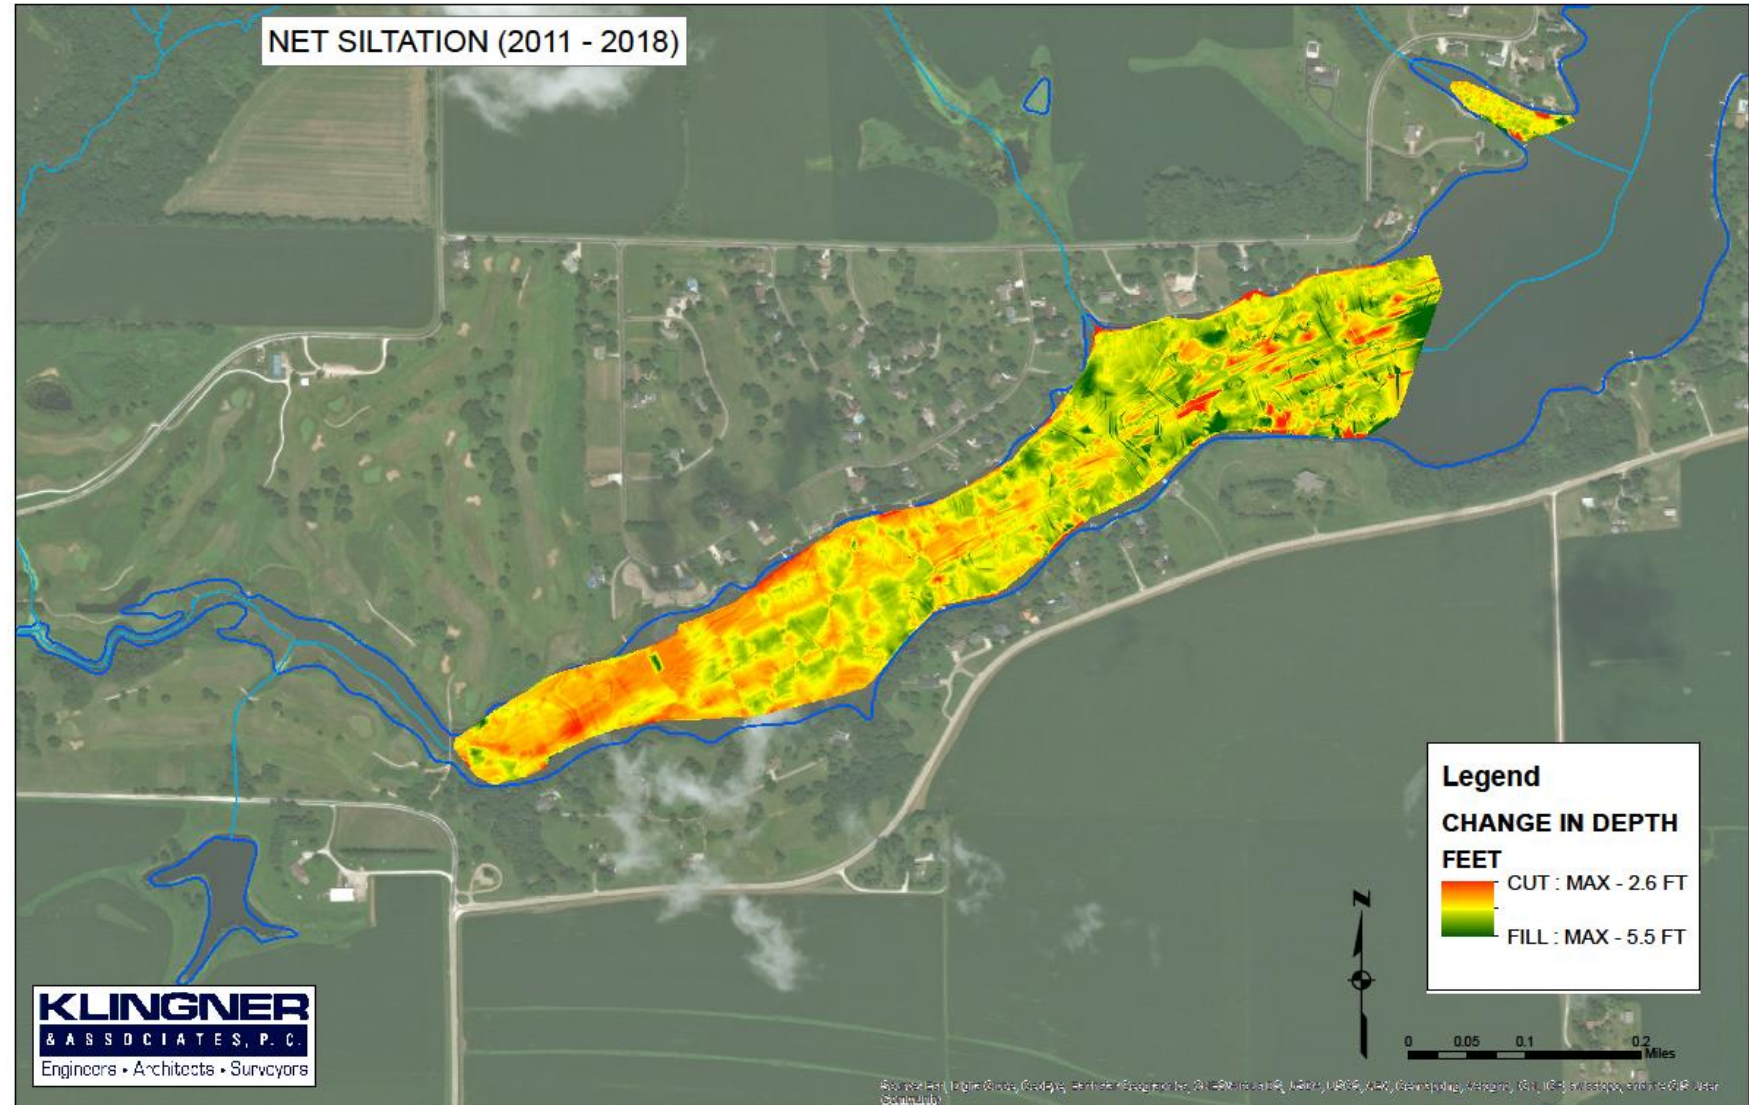 NET SILTATION (2011 - 2018)
Legend
CHANGE IN DEPTH
FEET
CUT : MAX - 2.6 FT
FILL : MAX - 5.5 FT
N
0 0.05 0.1 0.2
Miles
KLINGNER
& ASSOCIATES, P. C.
Engineers • Architects • Surveyors
Community